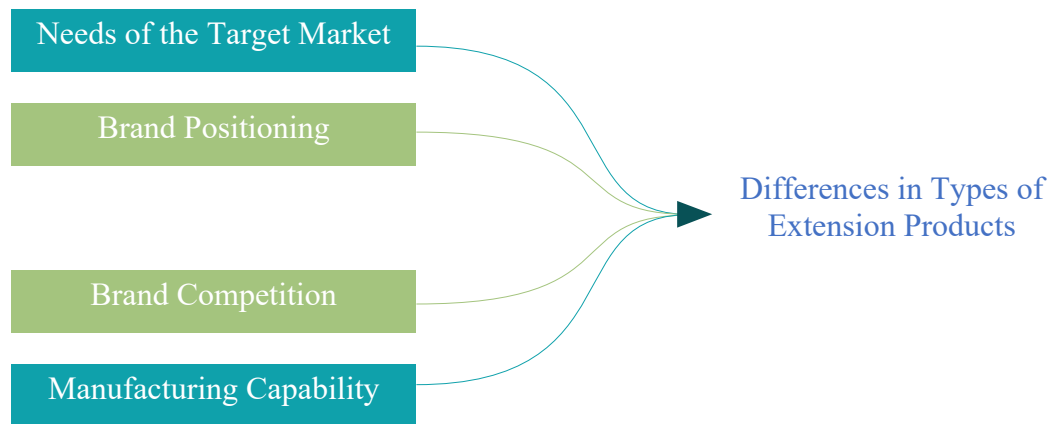 Needs of the Target Market
Brand Positioning
Brand Competition
Manufacturing Capability
Differences in Types of
Extension Products